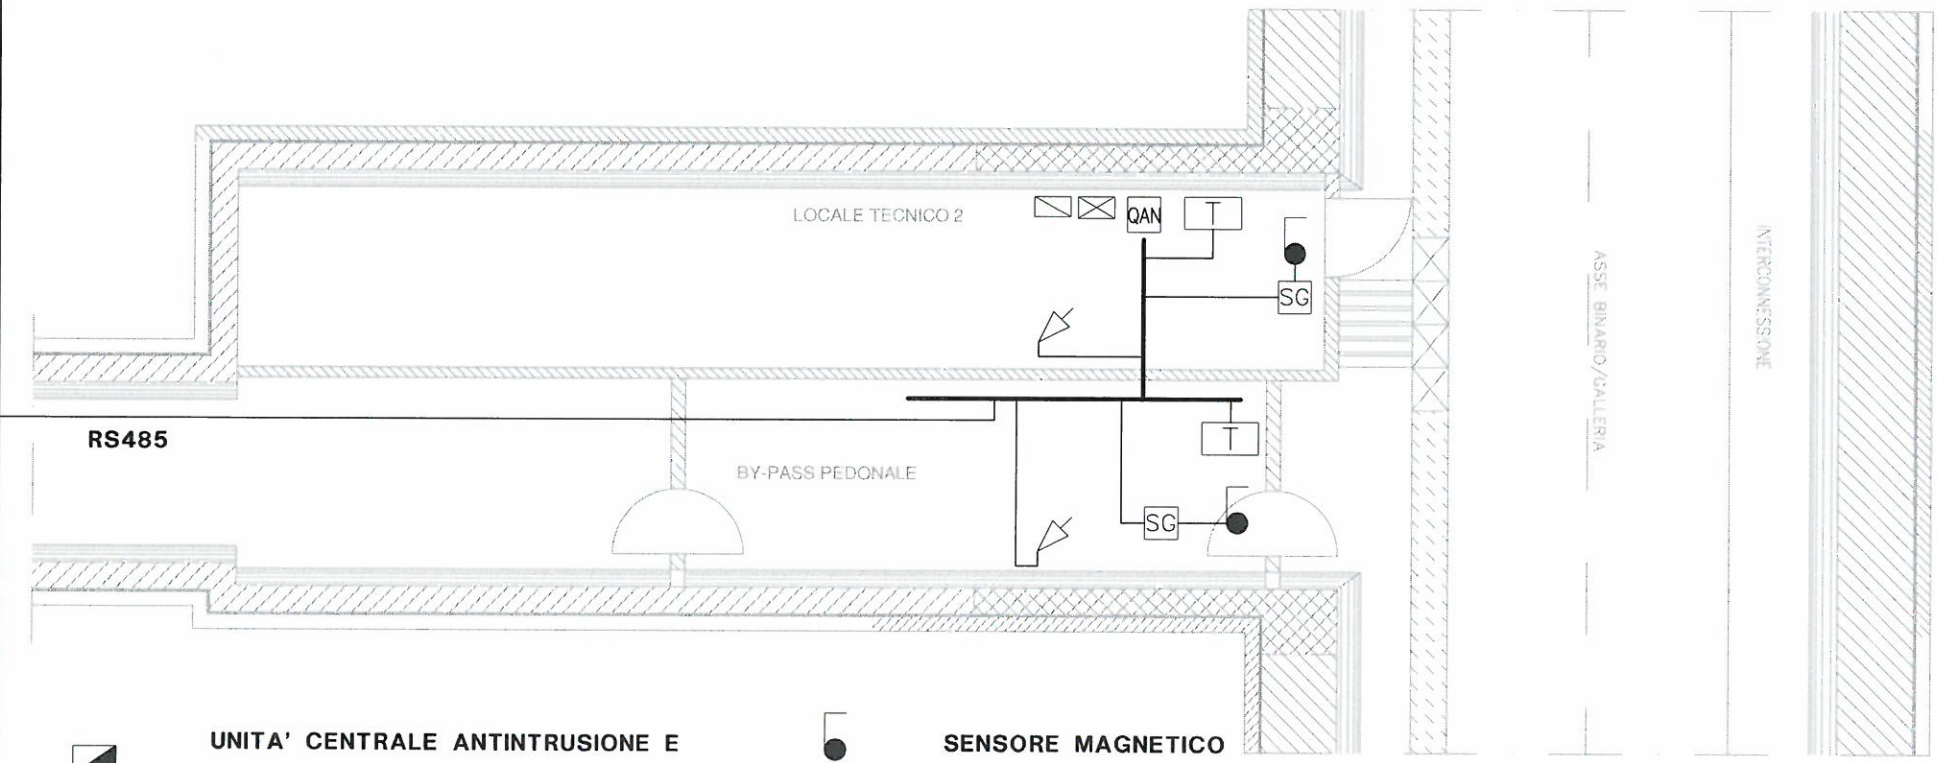 LOCALE TECNICO 2
QAN
T
SG
INTERCONNESSIONE
ASSE BINARIO/GALLERIA
RS485
T
BY-PASS PEDONALE
SG
UNITA' CENTRALE ANTINTRUSIONE E
SENSORE MAGNETICO